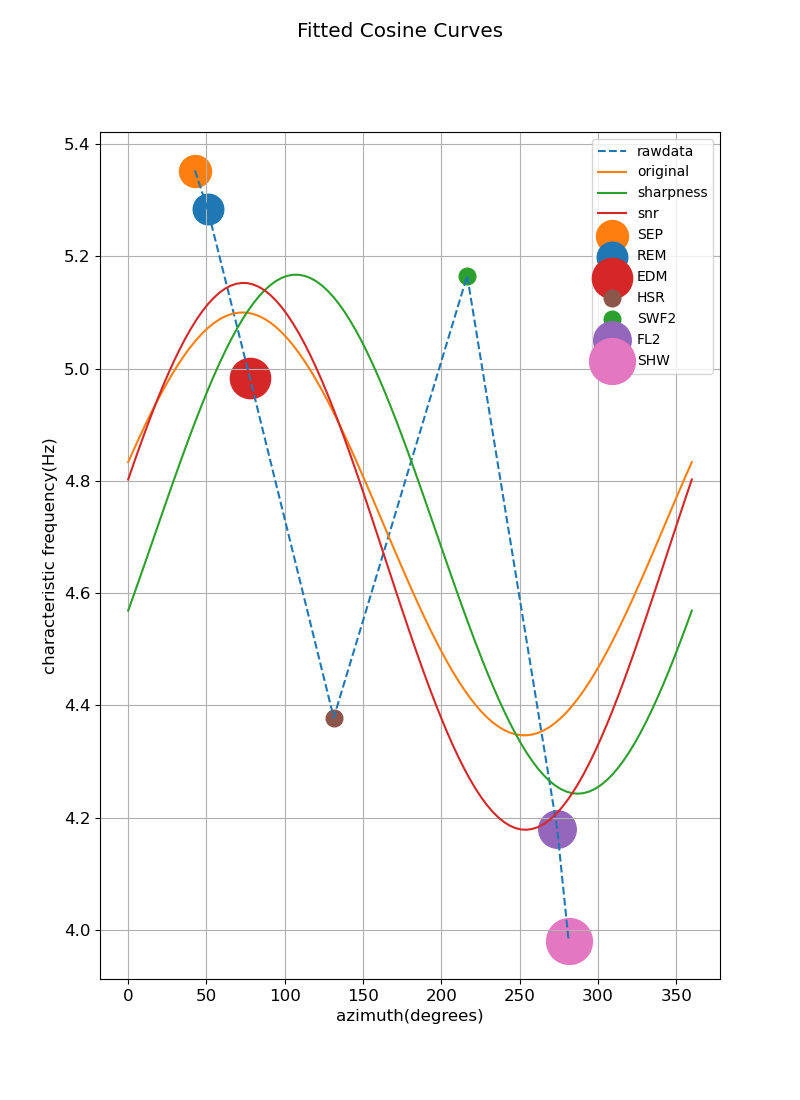 Fitted Cosine Curves
5.4
5.2
5.0
4.8
4.6
4.4
4.2
4.0
characteristic frequency(Hz)
rawdata
original
sharpness
snr
SEP
REM
EDM
HSR
SWF2
FL2
SHW
0 50 100 150 200 250 300 350
azimuth(degrees)